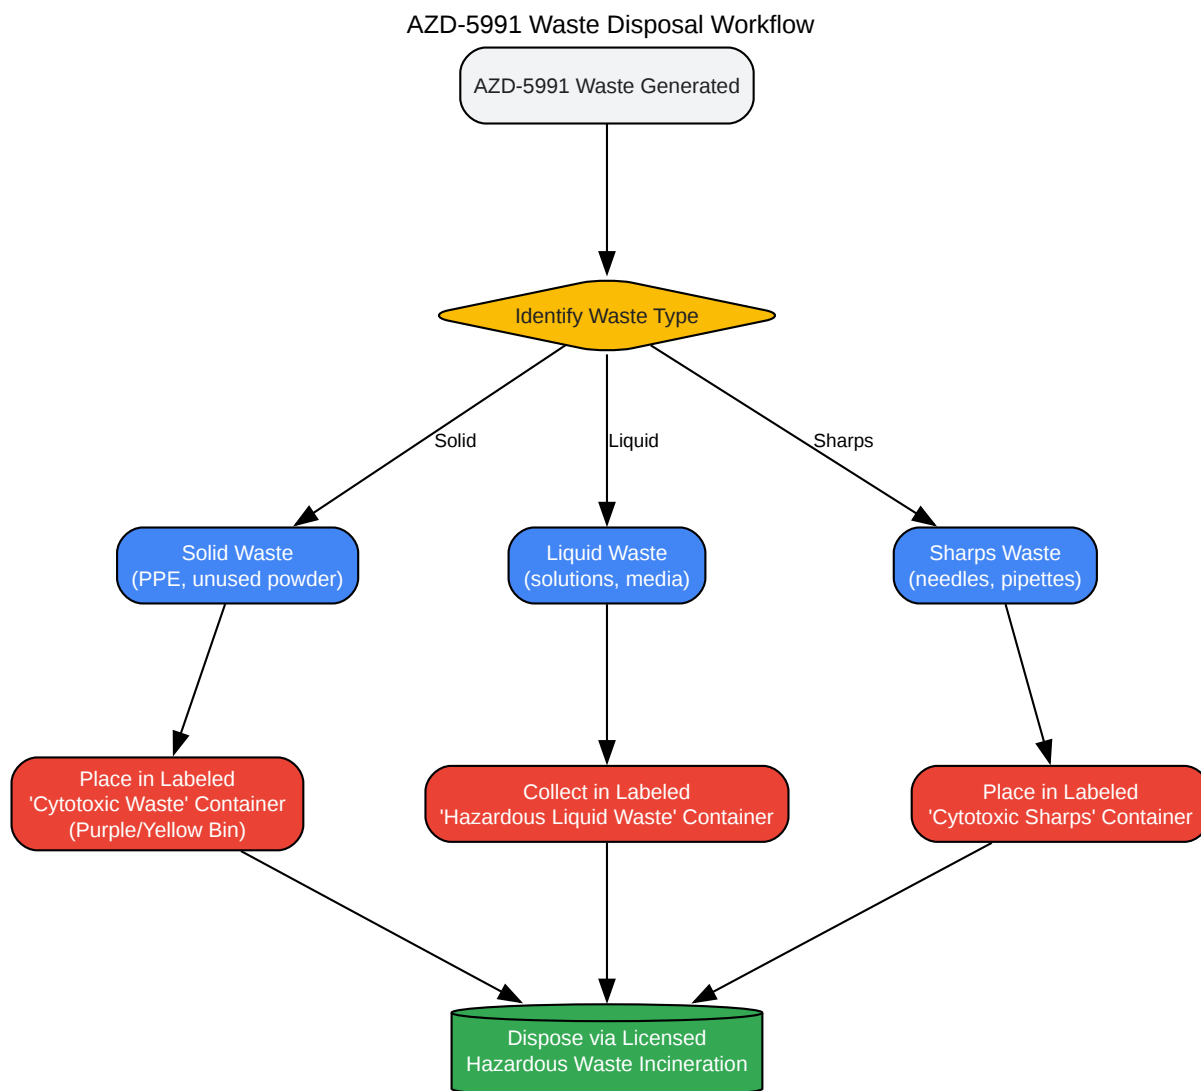 AZD-5991 Waste Disposal Workflow
AZD-5991 Waste Generated
Identify Waste Type
Solid
Liquid
Sharps
Solid Waste
(PPE, unused powder)
Liquid Waste
(solutions, media)
Sharps Waste
(needles, pipettes)
Place in Labeled
'Cytotoxic Waste' Container
(Purple/Yellow Bin)
Collect in Labeled
'Hazardous Liquid Waste' Container
Place in Labeled
'Cytotoxic Sharps' Container
Dispose via Licensed
Hazardous Waste Incineration